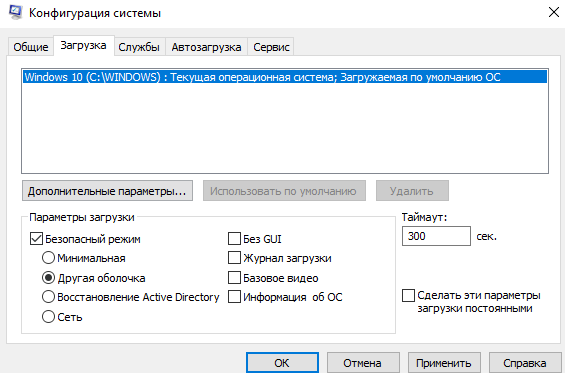 Конфигурация системы
Общие Загрузка Службы Автозагрузка Сервис
Windows 10 (C:\WINDOWS) : Текущая операционная система; Загружаемая по умолчанию ОС
Дополнительные параметры... Использовать по умолчанию Удалить
Параметры загрузки
Безопасный режим
Минимальная
Другая оболочка
Восстановление Active Directory
Сеть
Без GUI
Журнал загрузки
Базовое видео
Информация об ОС
Таймаут:
300 сек.
Сделать эти параметры
загрузки постоянными
ОК Отмена Применить Справка